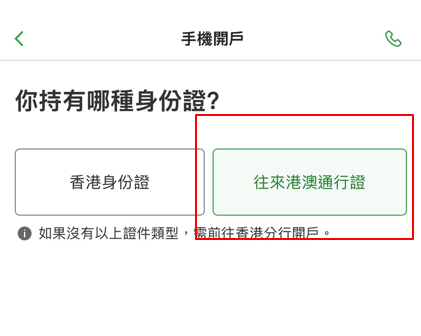 手機開戶
你持有哪種身份證?
香港身份證
往來港澳通行證
如果沒有以上證件類型，需前往香港分行開戶。